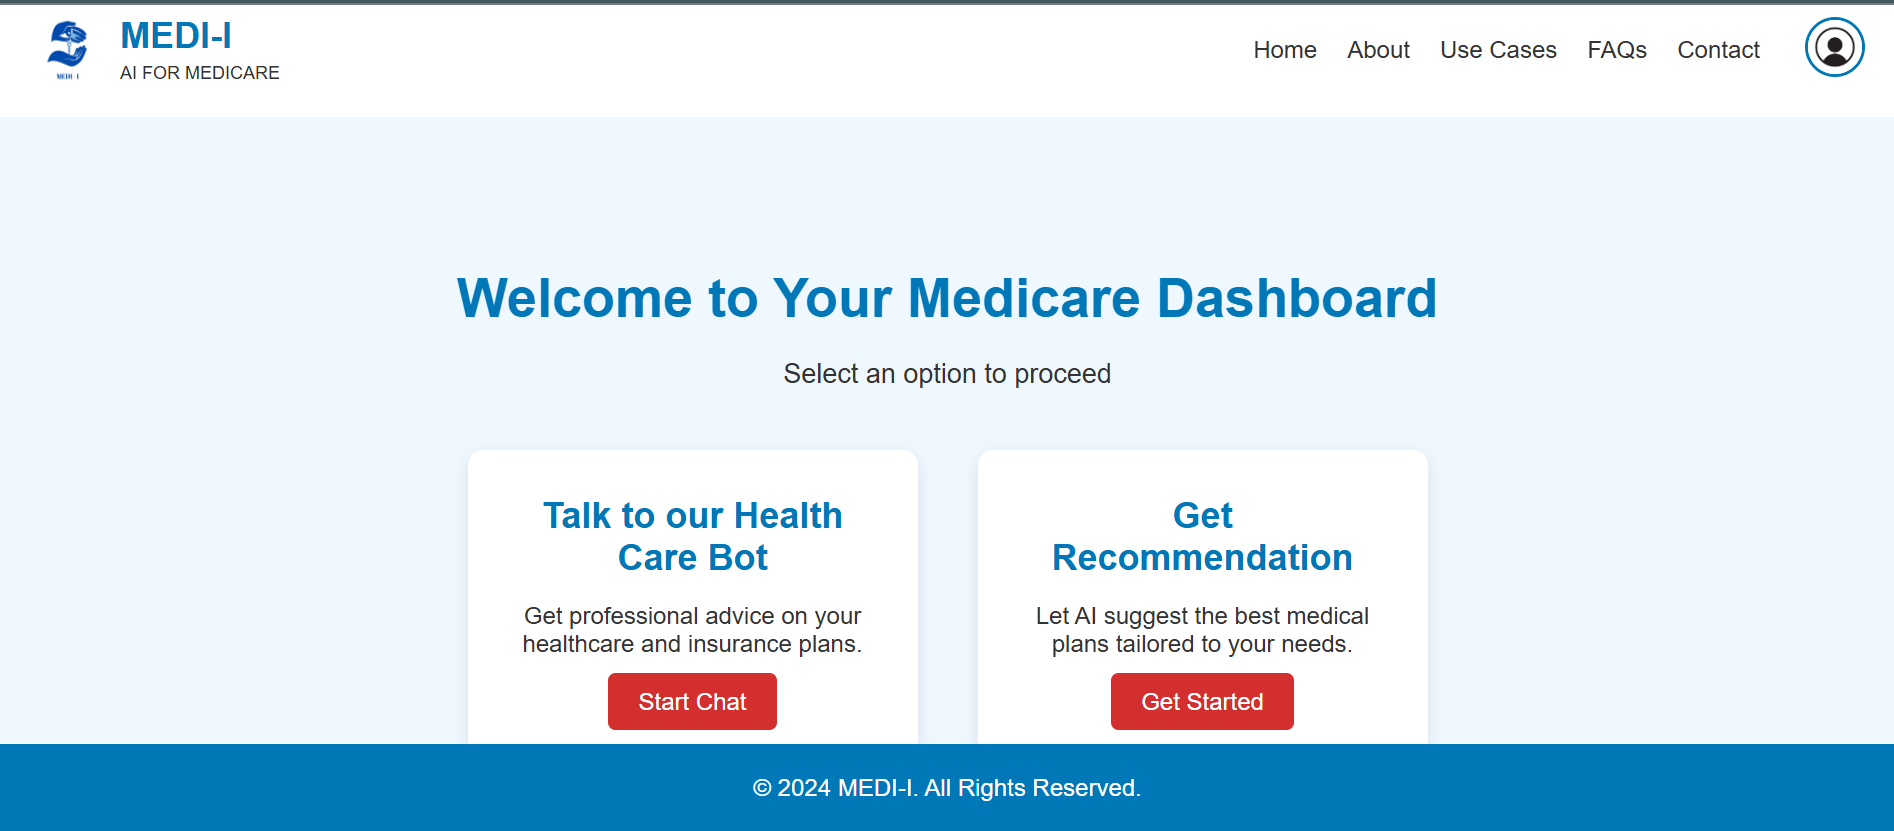 MEDI-I
AI FOR MEDICARE
MEDI-I
Home About Use Cases FAQs Contact
Welcome to Your Medicare Dashboard
Select an option to proceed
Talk to our Health
Care Bot
Get professional advice on your
healthcare and insurance plans.
Start Chat
Get
Recommendation
Let AI suggest the best medical
plans tailored to your needs.
Get Started
© 2024 MEDI-I. All Rights Reserved.